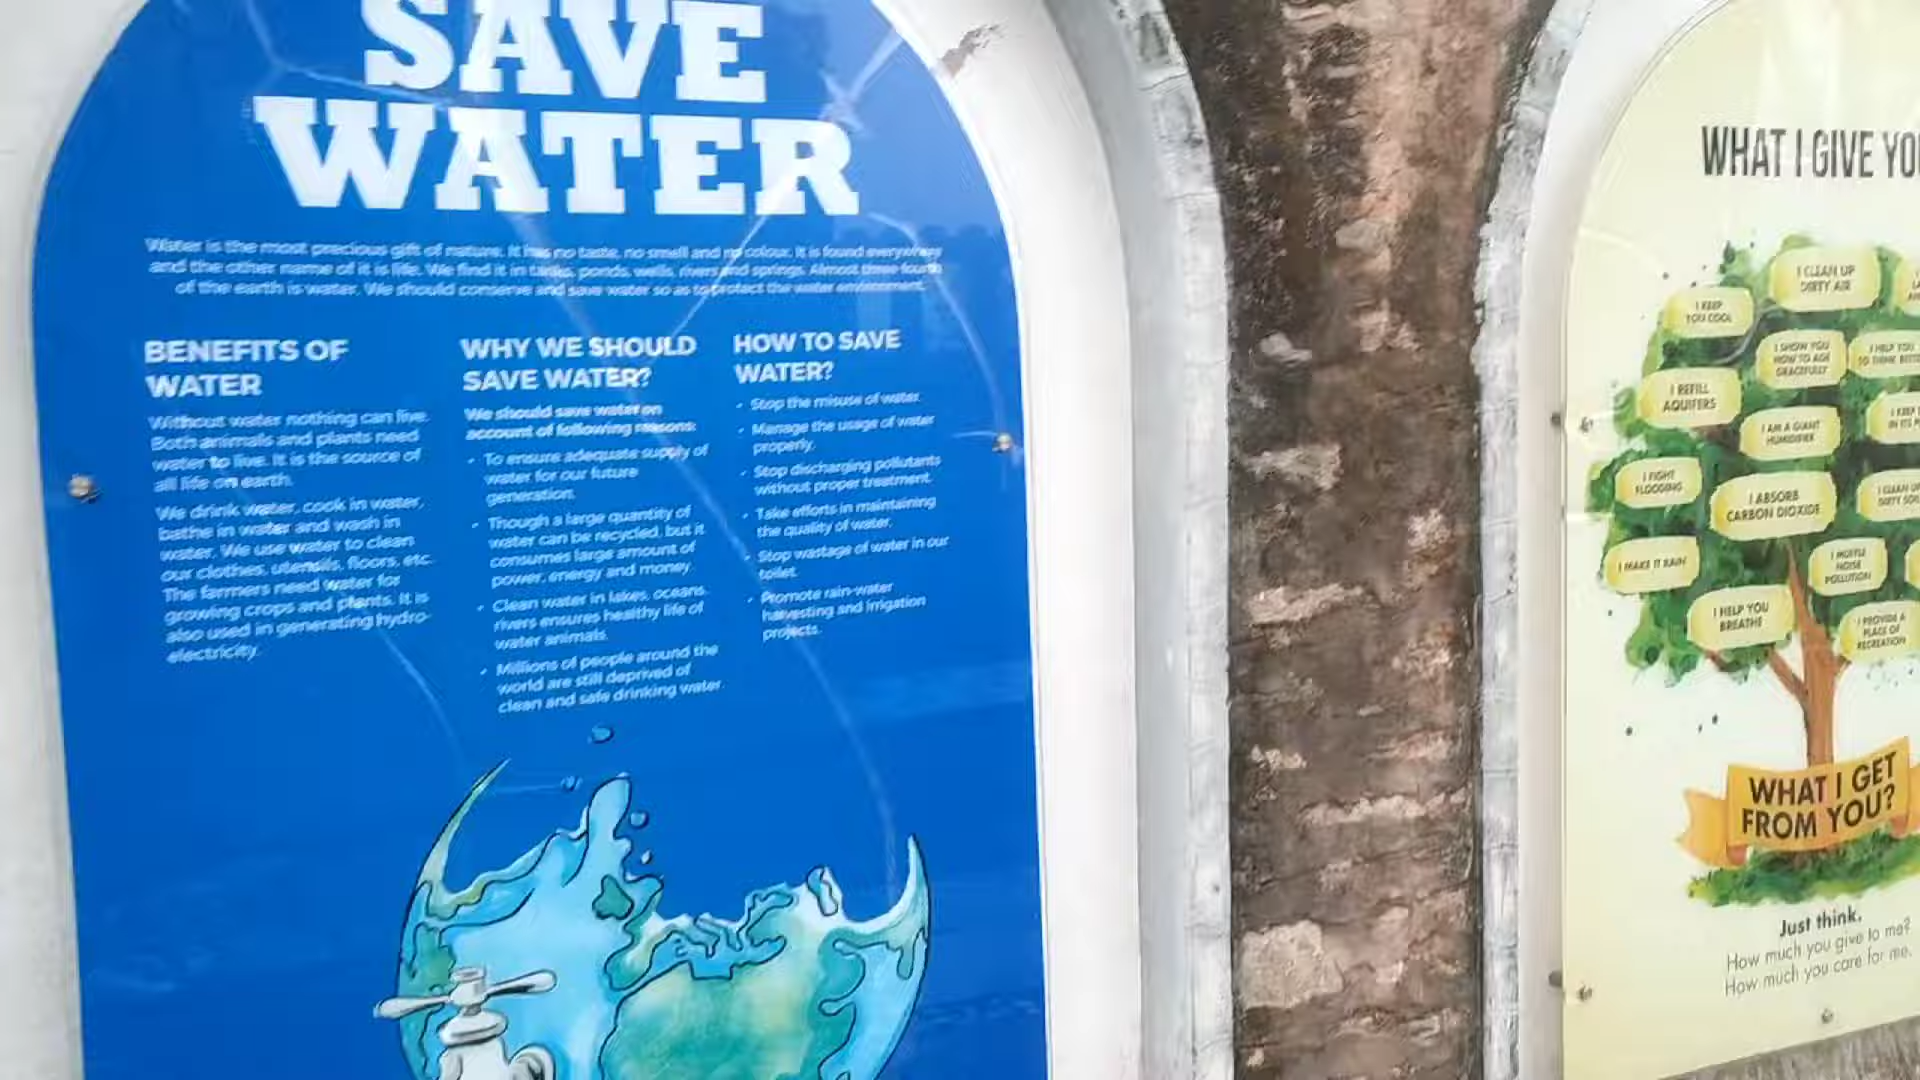 SAVE
WATER
Water is the most precious gift of nature. It has no taste, no smell and no colour. It is found everywhere
and the other name of it is life. We find it in tanks, ponds, wells, rivers and springs. Almost three-fourth
of the earth is water. We should conserve and save water so as to protect the water environment.
BENEFITS OF
WATER
Without water nothing can live.
Both animals and plants need
water to live. It is the source of
all life on earth.
We drink water, cook in water,
bathe in water and wash in
water. We use water to clean
our clothes, utensils, floors, etc.
The farmers need water for
growing crops and plants. It is
also used in generating hydro-
electricity.
WHY WE SHOULD
SAVE WATER?
We should save water on
account of following reasons:
• To ensure adequate supply of
water for our future
generation.
• Though a large quantity of
water can be recycled, but it
consumes large amount of
power, energy and money.
• Clean water in lakes, oceans,
rivers ensures healthy life of
water animals.
• Millions of people around the
world are still deprived of
clean and safe drinking water.
HOW TO SAVE
WATER?
• Stop the misuse of water.
• Manage the usage of water
properly.
• Stop discharging pollutants
without proper treatment.
• Take efforts in maintaining
the quality of water.
• Stop wastage of water in our
toilet.
• Promote rain-water
harvesting and irrigation
projects.
WHAT I GIVE YOU
I CLEAN UP
DIRTY AIR
I KEEP
YOU COOL
I SHOW YOU
HOW TO AGE
GRACEFULLY
I HELP YOU
TO THINK
I REFILL
AQUIFERS
I AM A GIANT
HUMIDIFIER
I KEEP
IN ITS
I FIGHT
FLOODING
I ABSORB
CARBON DIOXIDE
I CLEAN UP
DIRTY
I MAKE IT RAIN
I MUFFLE
NOISE
POLLUTION
I HELP YOU
BREATHE
I PROVIDE A
PLACE OF
RECREATION
WHAT I GET
FROM YOU?
Just think.
How much you give to me?
How much you care for me.